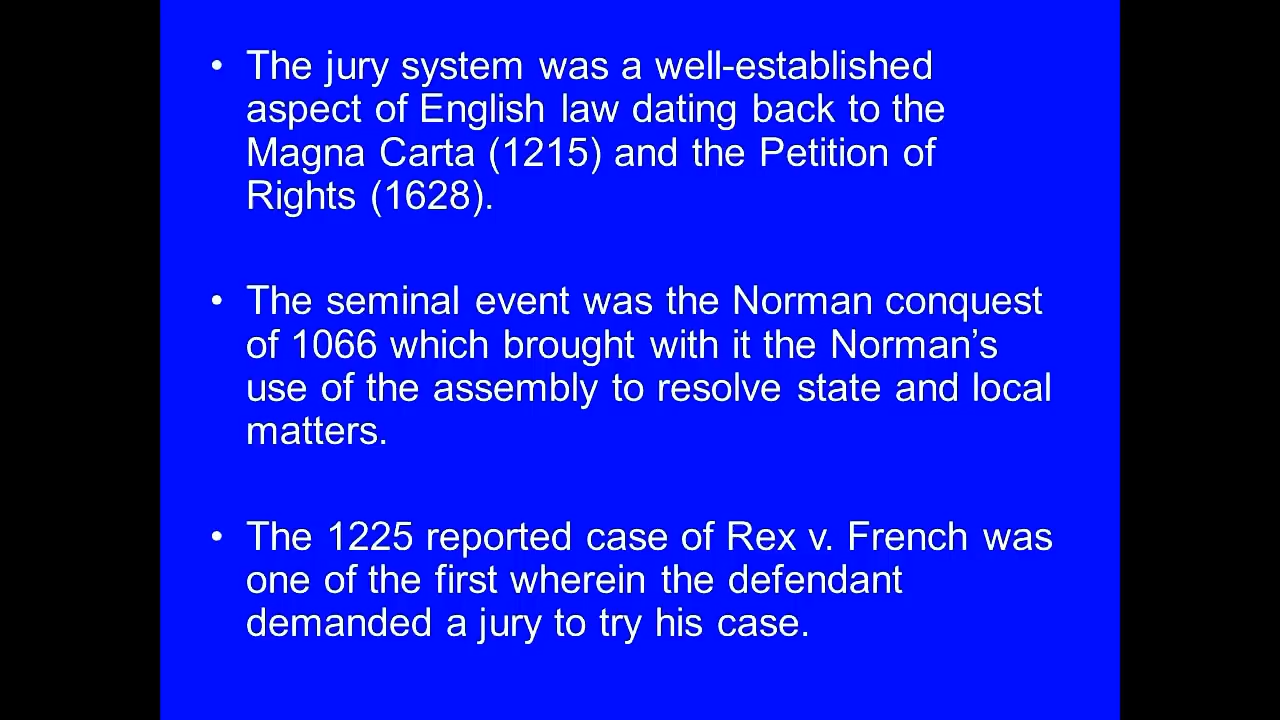 • The jury system was a well-established
aspect of English law dating back to the
Magna Carta (1215) and the Petition of
Rights (1628).
• The seminal event was the Norman conquest
of 1066 which brought with it the Norman’s
use of the assembly to resolve state and local
matters.
• The 1225 reported case of Rex v. French was
one of the first wherein the defendant
demanded a jury to try his case.